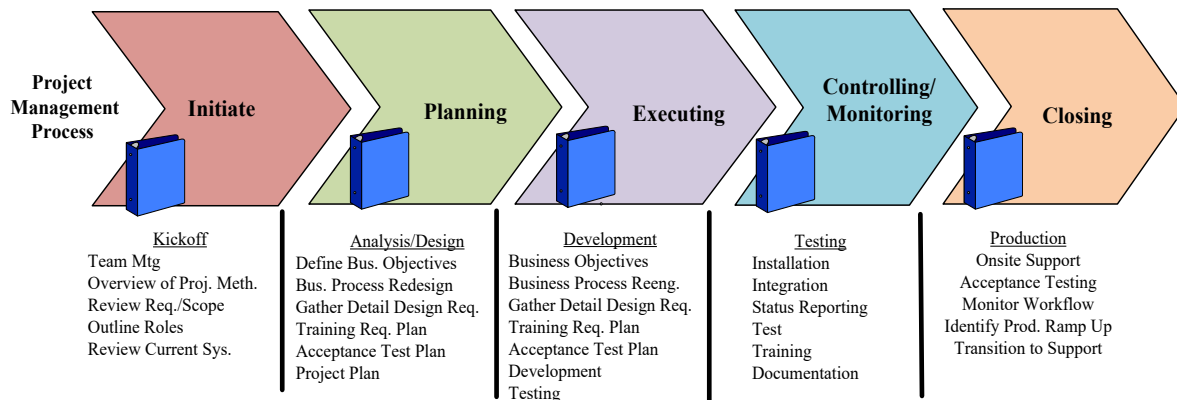 Project
Management
Process
Initiate
Planning
Executing
Controlling/
Monitoring
Closing
Kickoff
Team Mtg
Overview of Proj. Meth.
Review Req./Scope
Outline Roles
Review Current Sys.
Analysis/Design
Define Bus. Objectives
Bus. Process Redesign
Gather Detail Design Req.
Training Req. Plan
Acceptance Test Plan
Project Plan
Development
Business Objectives
Business Process Reeng.
Gather Detail Design Req.
Training Req. Plan
Acceptance Test Plan
Development
Testing
Testing
Installation
Integration
Status Reporting
Test
Training
Documentation
Production
Onsite Support
Acceptance Testing
Monitor Workflow
Identify Prod. Ramp Up
Transition to Support